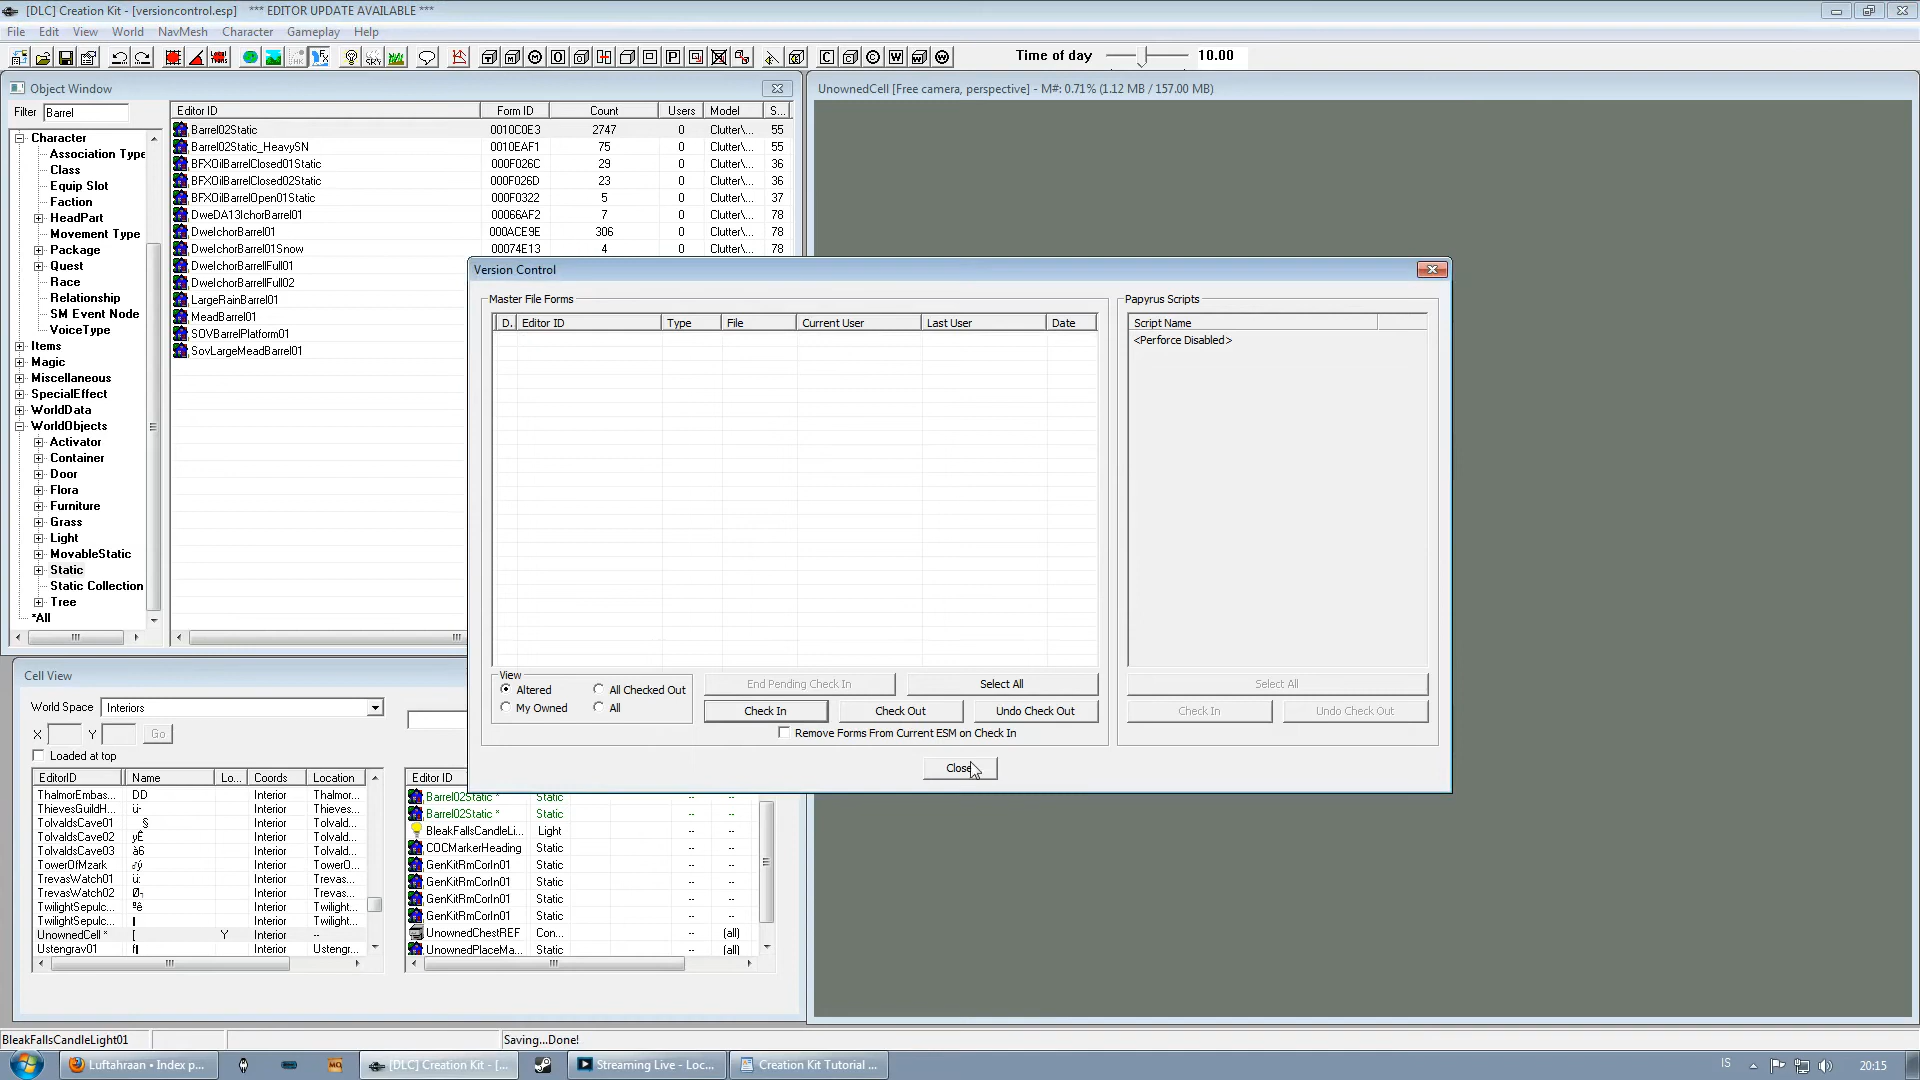 [DLC] Creation Kit - [versioncontrol.esp] *** EDITOR UPDATE AVAILABLE ***
File Edit View World NavMesh Character Gameplay Help
Time of day 10.00
Object Window
Filter Barrel
Character
Association Type
Class
Equip Slot
Faction
HeadPart
Movement Type
Package
Quest
Race
Relationship
SM Event Node
VoiceType
Items
Magic
Miscellaneous
SpecialEffect
WorldData
WorldObjects
Activator
Container
Door
Flora
Furniture
Grass
Light
MovableStatic
Static
Static Collection
Tree
*All
Editor ID Form ID Count Users Model S...
Barrel02Static 0010C0E3 2747 0 Clutter\... 55
Barrel02Static_HeavySN 0010EAF1 75 0 Clutter\... 55
BFXOilBarrelClosed01Static 000F026C 29 0 Clutter\... 36
BFXOilBarrelClosed02Static 000F026D 23 0 Clutter\... 36
BFXOilBarrelOpen01Static 000F0322 5 0 Clutter\... 37
DweDA13IchorBarrel01 00066AF2 7 0 Clutter\... 78
DweIchorBarrel01 000ACE9E 306 0 Clutter\... 78
DweIchorBarrel01Snow 00074E13 4 0 Clutter\... 78
DweIchorBarrellFull01
DweIchorBarrellFull02
LargeRainBarrel01
MeadBarrel01
SOVBarrelPlatform01
SovLargeMeadBarrel01
UnownedCell [Free camera, perspective] - M#: 0.71% (1.12 MB / 157.00 MB)
Version Control
Master File Forms
D. Editor ID Type File Current User Last User Date
View
Altered All Checked Out
My Owned All
End Pending Check In Select All
Check In Check Out Undo Check Out
Remove Forms From Current ESM on Check In
Papyrus Scripts
Script Name
<Perforce Disabled>
Select All
Check In Undo Check Out
Close
Cell View
World Space Interiors
X Y Go
Loaded at top
EditorID Name Lo... Coords Location
ThalmorEmbas... DD Interior Thalmor...
ThievesGuildH... Interior Thieves...
TolvaldsCave01 § Interior Tolvald...
TolvaldsCave02 yÊ Interior Tolvald...
TolvaldsCave03 à6 Interior Tolvald...
TowerOfMzark Interior TowerO...
TrevasWatch01 Interior Trevas...
TrevasWatch02 Interior Trevas...
TwilightSepulc... ªê Interior Twilight...
TwilightSepulc... Interior Twilight...
UnownedCell * [ Y Interior --
Ustengrav01 Interior Ustengr...
Editor ID
Barrel02Static * Static -- --
Barrel02Static * Static -- --
BleakFallsCandleLi... Light -- --
COCMarkerHeading Static -- --
GenKitRmCorIn01 Static -- --
GenKitRmCorIn01 Static -- --
GenKitRmCorIn01 Static -- --
GenKitRmCorIn01 Static -- --
UnownedChestREF Con... -- (all)
UnownedPlaceMa... Static -- (all)
BleakFallsCandleLight01 Saving...Done!
Luftahraan • Index p... MQ [DLC] Creation Kit - [... Streaming Live - Loc... Creation Kit Tutorial ... IS 20:15